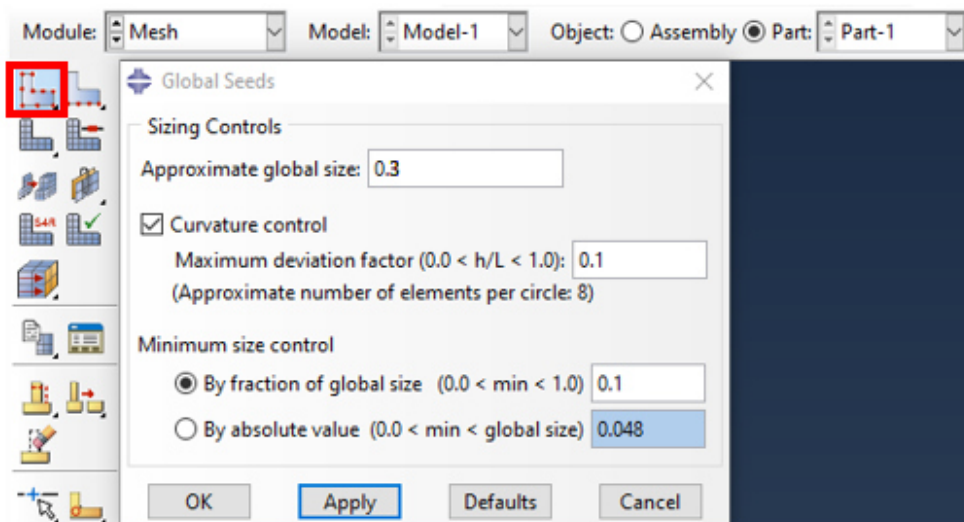 Module: Mesh Model: Model-1 Object: Assembly Part: Part-1
Global Seeds
Sizing Controls
Approximate global size: 0.3
Curvature control
Maximum deviation factor (0.0 < h/L < 1.0): 0.1
(Approximate number of elements per circle: 8)
Minimum size control
By fraction of global size (0.0 < min < 1.0) 0.1
By absolute value (0.0 < min < global size) 0.048
OK Apply Defaults Cancel
S4R